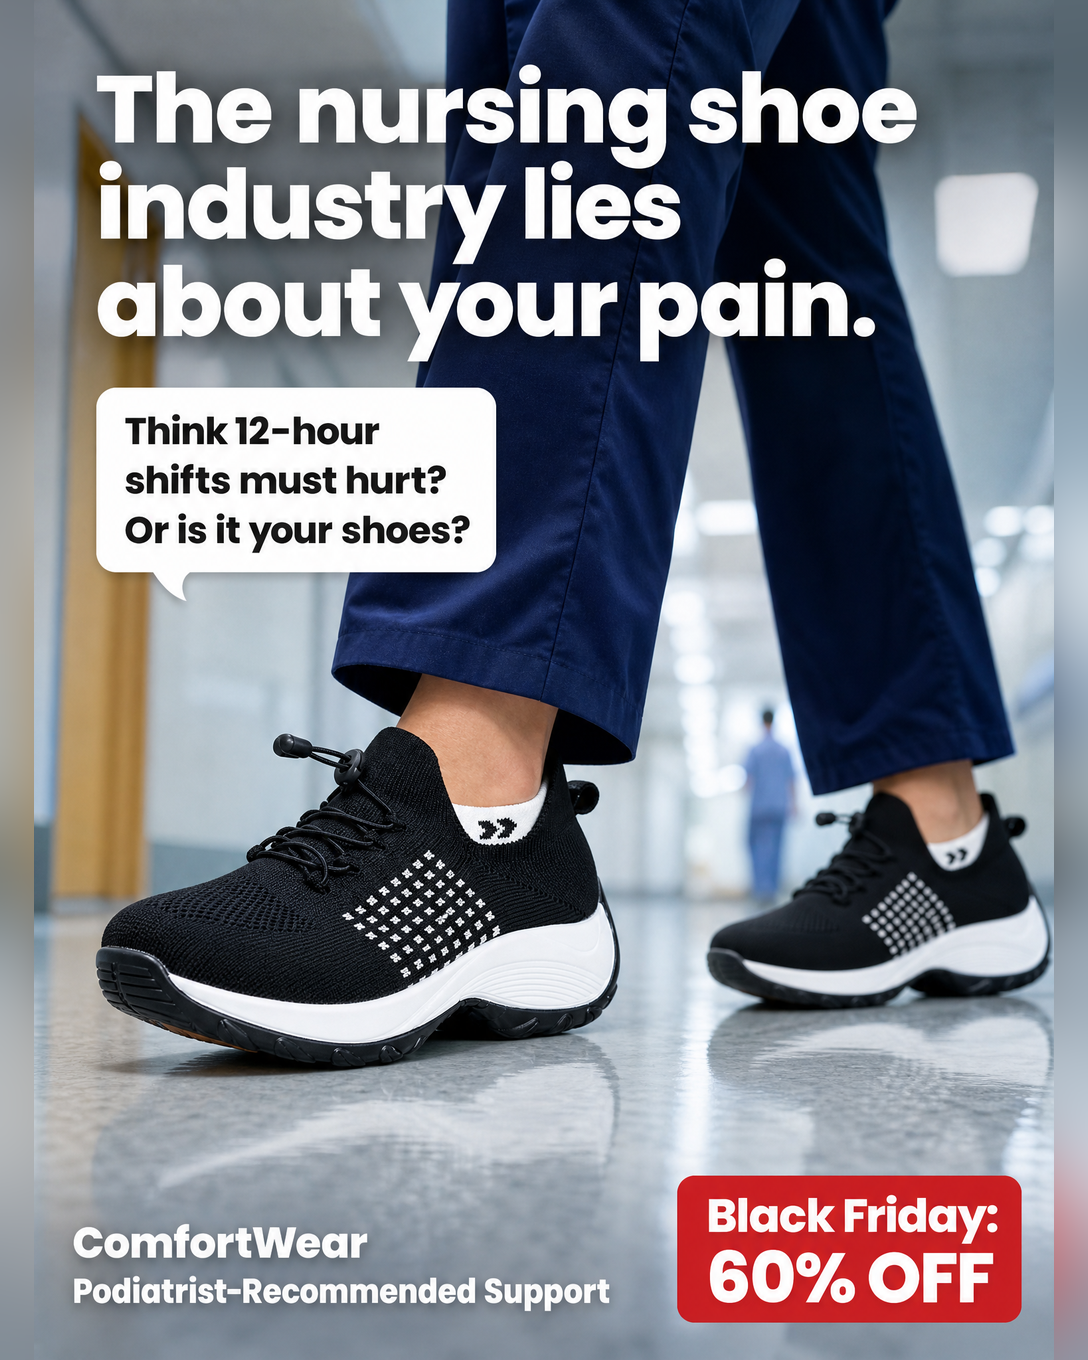 The nursing shoe
industry lies
about your pain.
Think 12-hour
shifts must hurt?
Or is it your shoes?
ComfortWear
Podiatrist-Recommended Support
Black Friday:
60% OFF